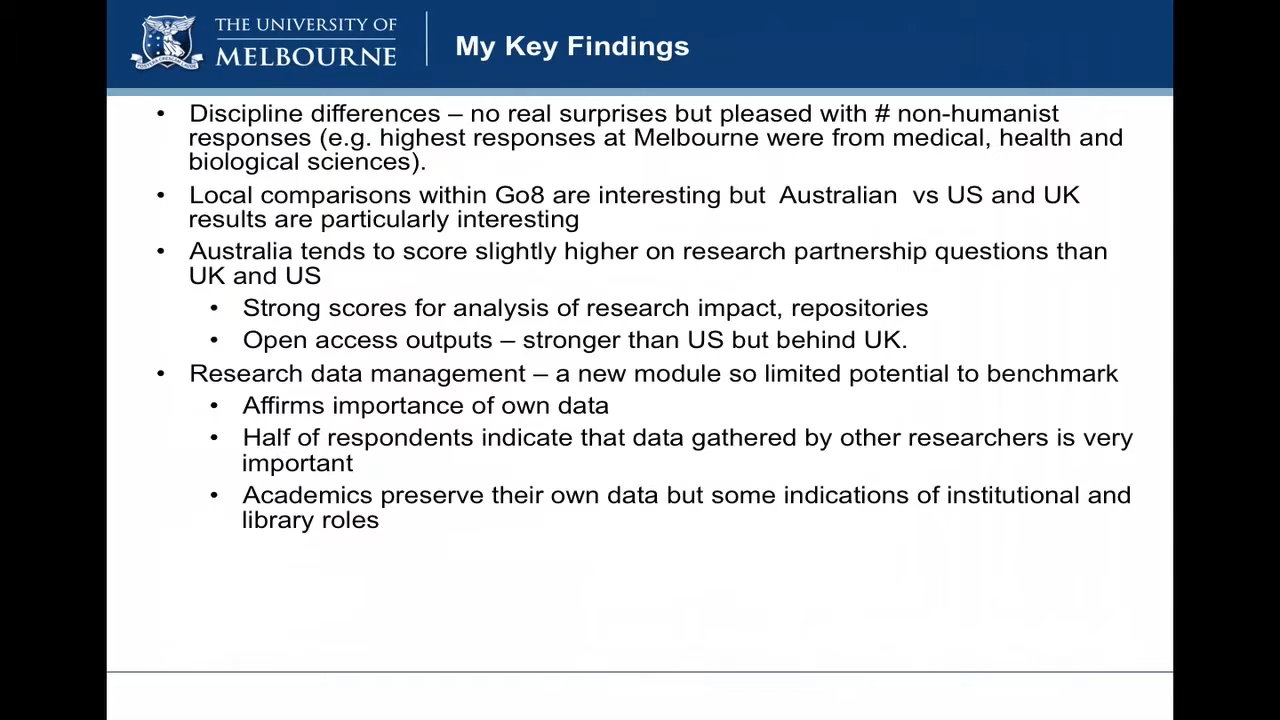 THE UNIVERSITY OF
MELBOURNE
My Key Findings
• Discipline differences – no real surprises but pleased with # non-humanist
responses (e.g. highest responses at Melbourne were from medical, health and
biological sciences).
• Local comparisons within Go8 are interesting but  Australian  vs US and UK
results are particularly interesting
• Australia tends to score slightly higher on research partnership questions than
UK and US
• Strong scores for analysis of research impact, repositories
• Open access outputs – stronger than US but behind UK.
• Research data management – a new module so limited potential to benchmark
• Affirms importance of own data
• Half of respondents indicate that data gathered by other researchers is very
important
• Academics preserve their own data but some indications of institutional and
library roles